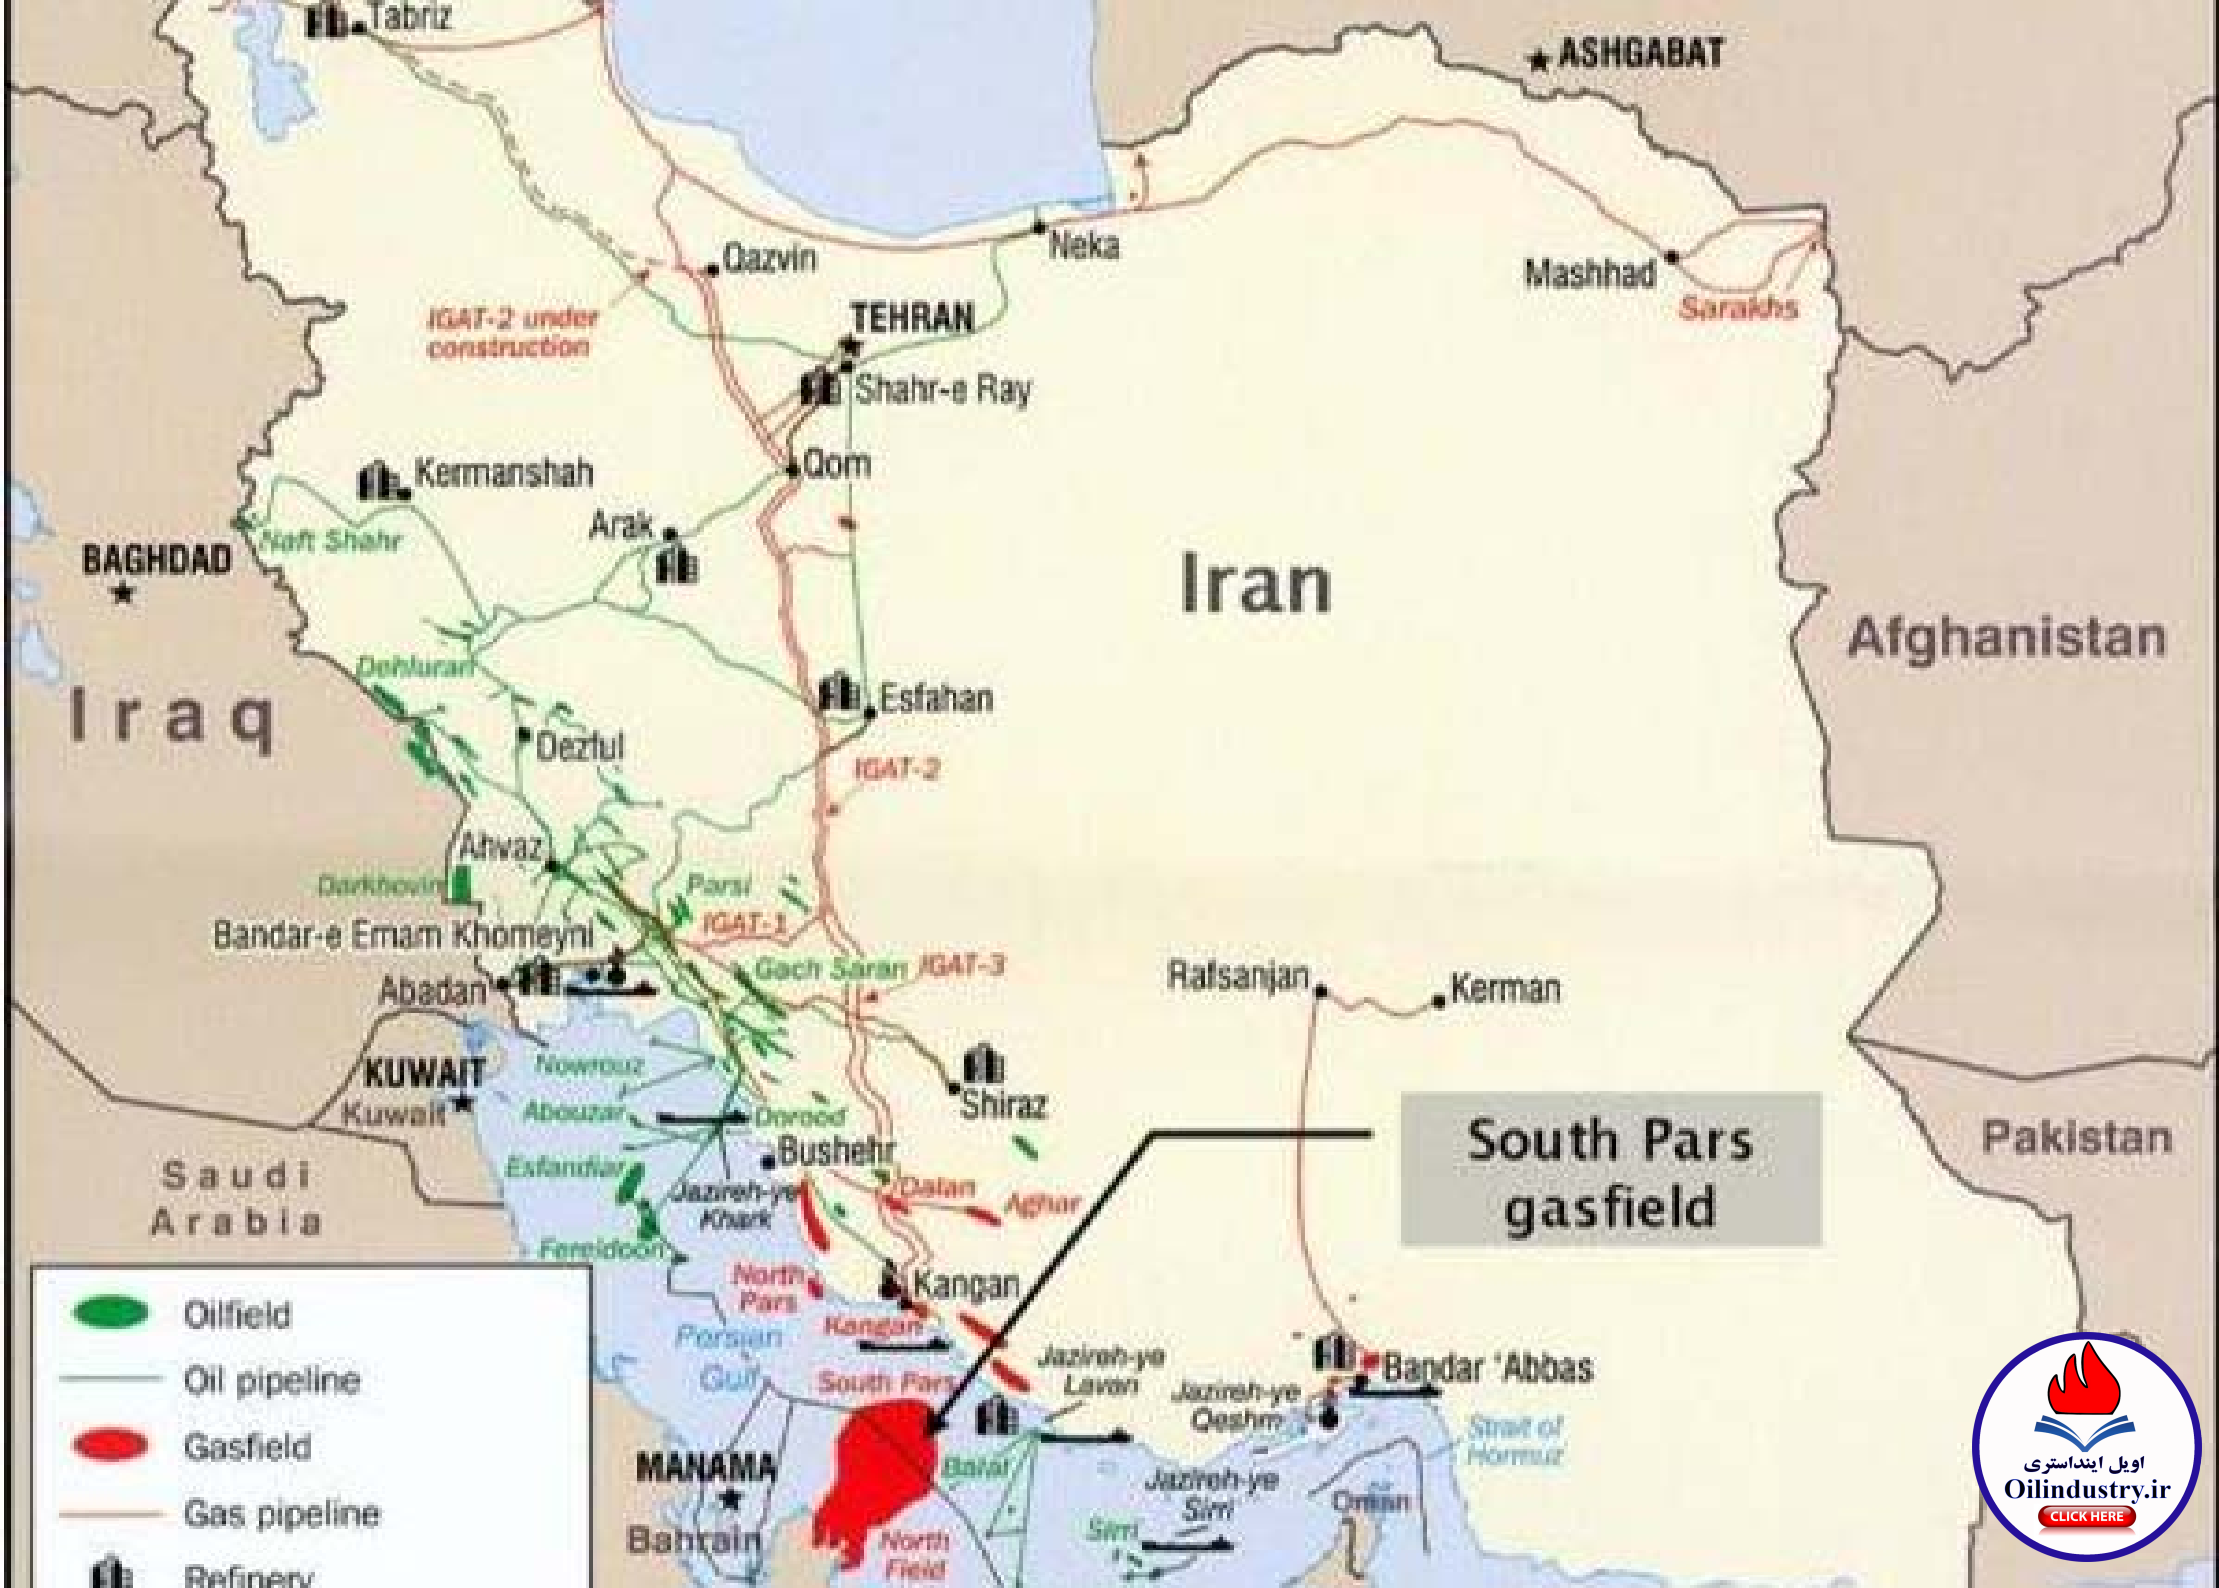 Tabriz
ASHGABAT
Qazvin
Neka
Mashhad
Sarakhs
IGAT-2 under
construction
TEHRAN
Shahr-e Ray
Kermanshah
Qom
Arak
Naft Shahr
BAGHDAD
Iran
Afghanistan
Dehluran
Iraq
Esfahan
Dezful
IGAT-2
Ahvaz
Darkhovin
Parsi
IGAT-1
Bandar-e Emam Khomeyni
Gach Saran
IGAT-3
Abadan
Rafsanjan
Kerman
KUWAIT
Kuwait
Nowrouz
Shiraz
Abouzar
Dorood
South Pars
gasfield
Pakistan
Bushehr
Saudi
Arabia
Esfandiar
Jazireh-ye
Khark
Dalan
Aghar
Fereidoon
North
Pars
Kangan
Kangan
Persian
Gulf
South Pars
Jazireh-ye
Lavan
Jazireh-ye
Qeshm
Bandar 'Abbas
Strait of
Hormuz
MANAMA
Bahrain
Balal
Jazireh-ye
Sirri
Sirri
Oman
North
Field
Oilfield
Oil pipeline
Gasfield
Gas pipeline
Refinery
اویل اینداستری
Oilindustry.ir
CLICK HERE